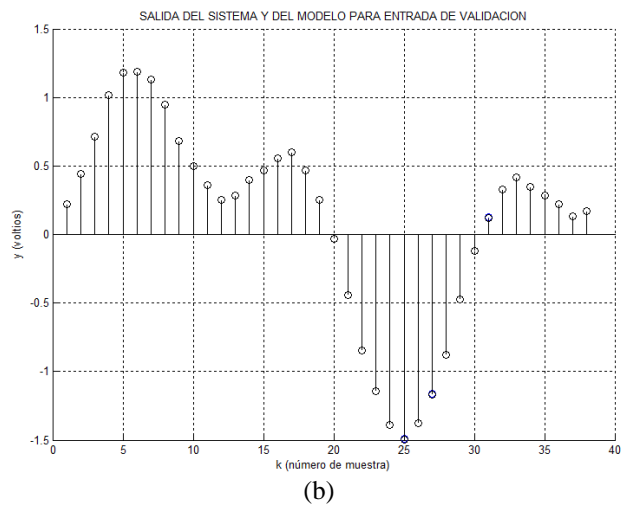 SALIDA DEL SISTEMA Y DEL MODELO PARA ENTRADA DE VALIDACION
1.5
1
0.5
0
-0.5
-1
-1.5
y (voltios)
0 5 10 15 20 25 30 35 40
k (número de muestra)
(b)